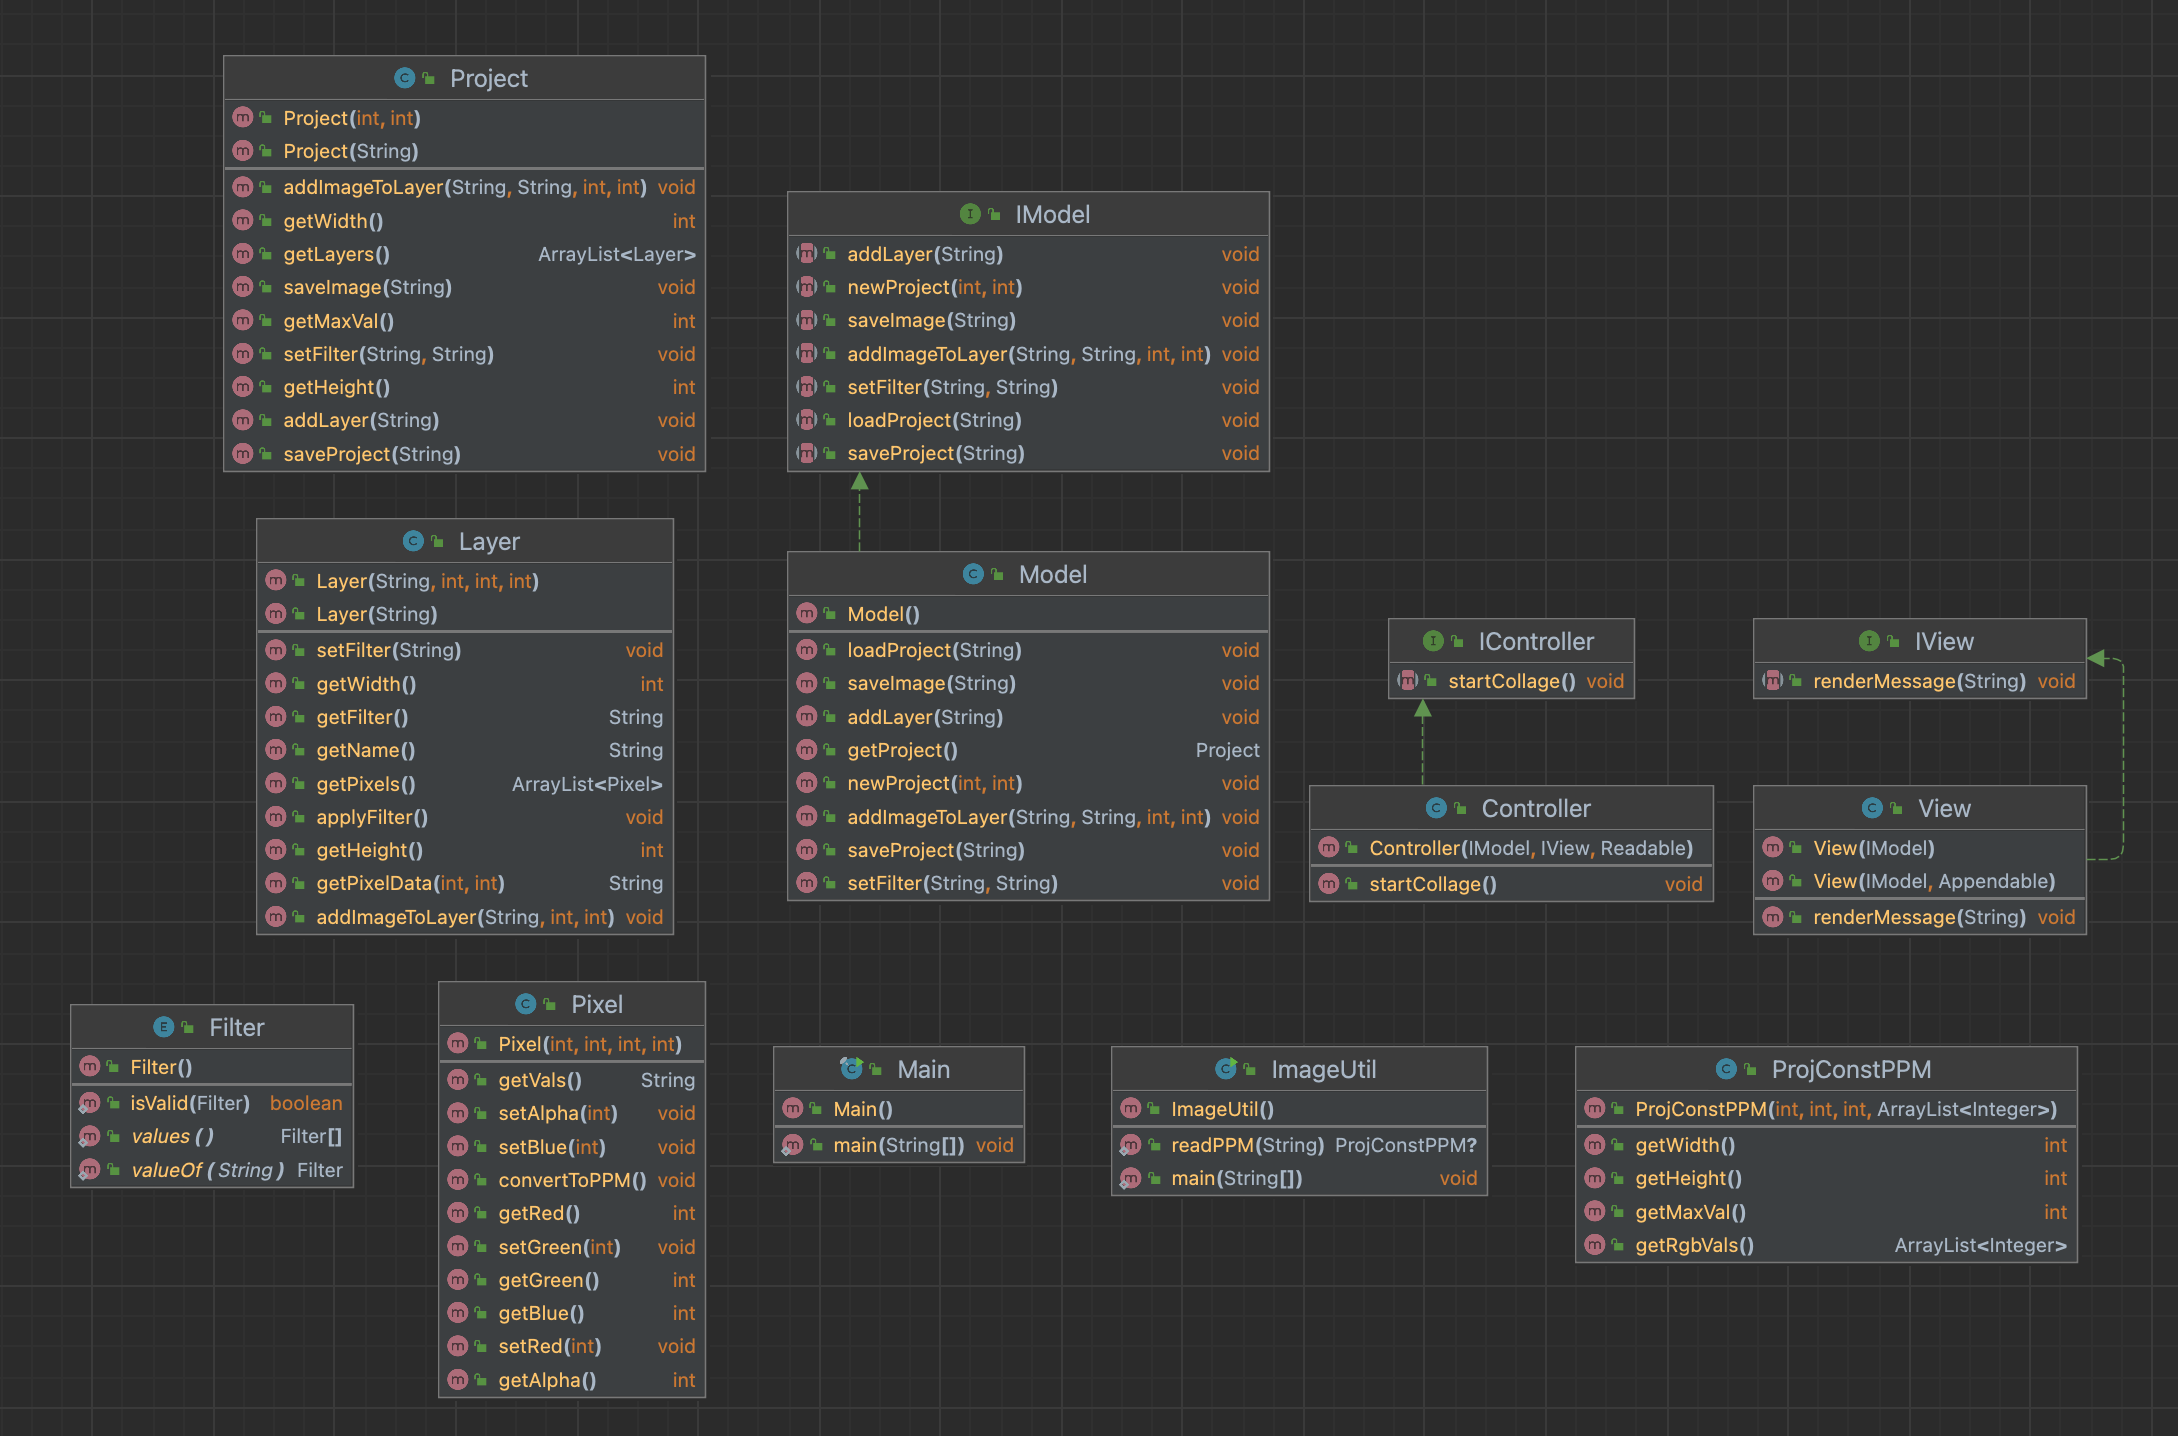 Project
Project(int, int)
Project(String)
addImageToLayer(String, String, int, int) void
getWidth() int
getLayers() ArrayList<Layer>
saveImage(String) void
getMaxVal() int
setFilter(String, String) void
getHeight() int
addLayer(String) void
saveProject(String) void
IModel
addLayer(String) void
newProject(int, int) void
saveImage(String) void
addImageToLayer(String, String, int, int) void
setFilter(String, String) void
loadProject(String) void
saveProject(String) void
Layer
Layer(String, int, int, int)
Layer(String)
setFilter(String) void
getWidth() int
getFilter() String
getName() String
getPixels() ArrayList<Pixel>
applyFilter() void
getHeight() int
getPixelData(int, int) String
addImageToLayer(String, int, int) void
Model
Model()
loadProject(String) void
saveImage(String) void
addLayer(String) void
getProject() Project
newProject(int, int) void
addImageToLayer(String, String, int, int) void
saveProject(String) void
setFilter(String, String) void
IController
startCollage() void
IView
renderMessage(String) void
Controller
Controller(IModel, IView, Readable)
startCollage() void
View
View(IModel)
View(IModel, Appendable)
renderMessage(String) void
Filter
Filter()
isValid(Filter) boolean
values() Filter[]
valueOf(String) Filter
Pixel
Pixel(int, int, int, int)
getVals() String
setAlpha(int) void
setBlue(int) void
convertToPPM() void
getRed() int
setGreen(int) void
getGreen() int
getBlue() int
setRed(int) void
getAlpha() int
Main
Main()
main(String[]) void
ImageUtil
ImageUtil()
readPPM(String) ProjConstPPM?
main(String[]) void
ProjConstPPM
ProjConstPPM(int, int, int, ArrayList<Integer>)
getWidth() int
getHeight() int
getMaxVal() int
getRgbVals() ArrayList<Integer>